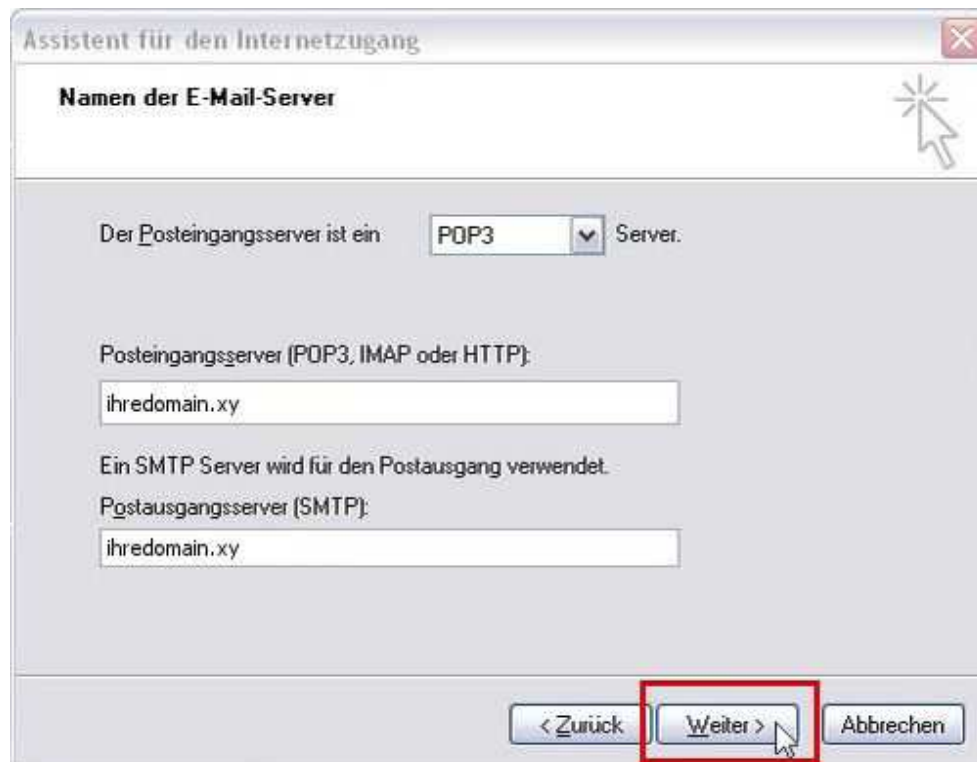 Assistent für den Internetzugang
Namen der E-Mail-Server
Der Posteingangsserver ist ein POP3 Server.
Posteingangsserver (POP3, IMAP oder HTTP):
ihredomain.xy
Ein SMTP Server wird für den Postausgang verwendet.
Postausgangsserver (SMTP):
ihredomain.xy
< Zurück Weiter > Abbrechen